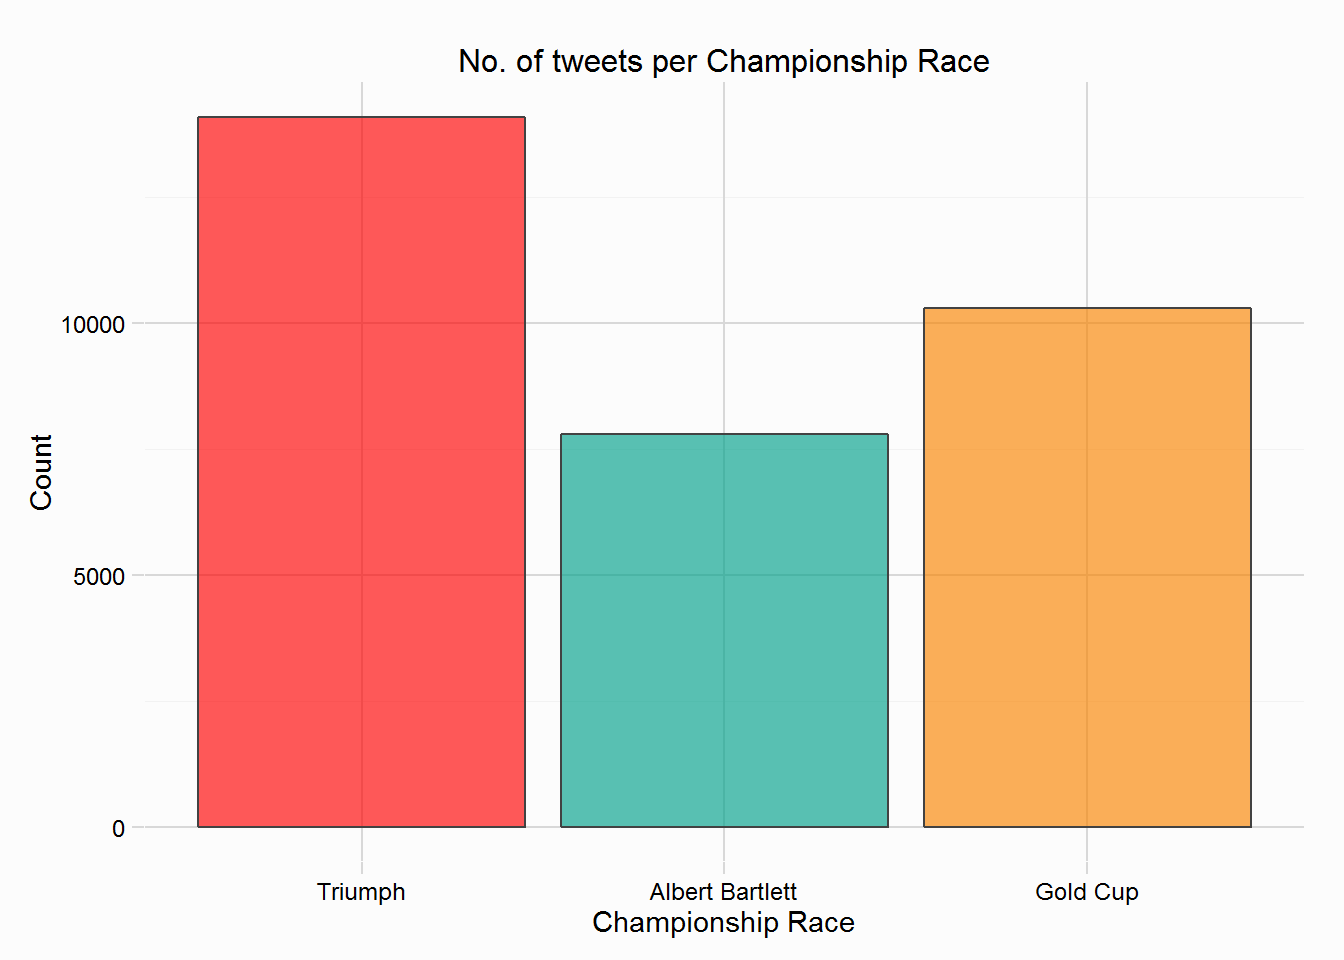 No. of tweets per Championship Race
Count
10000
5000
0
Triumph
Albert Bartlett
Gold Cup
Championship Race